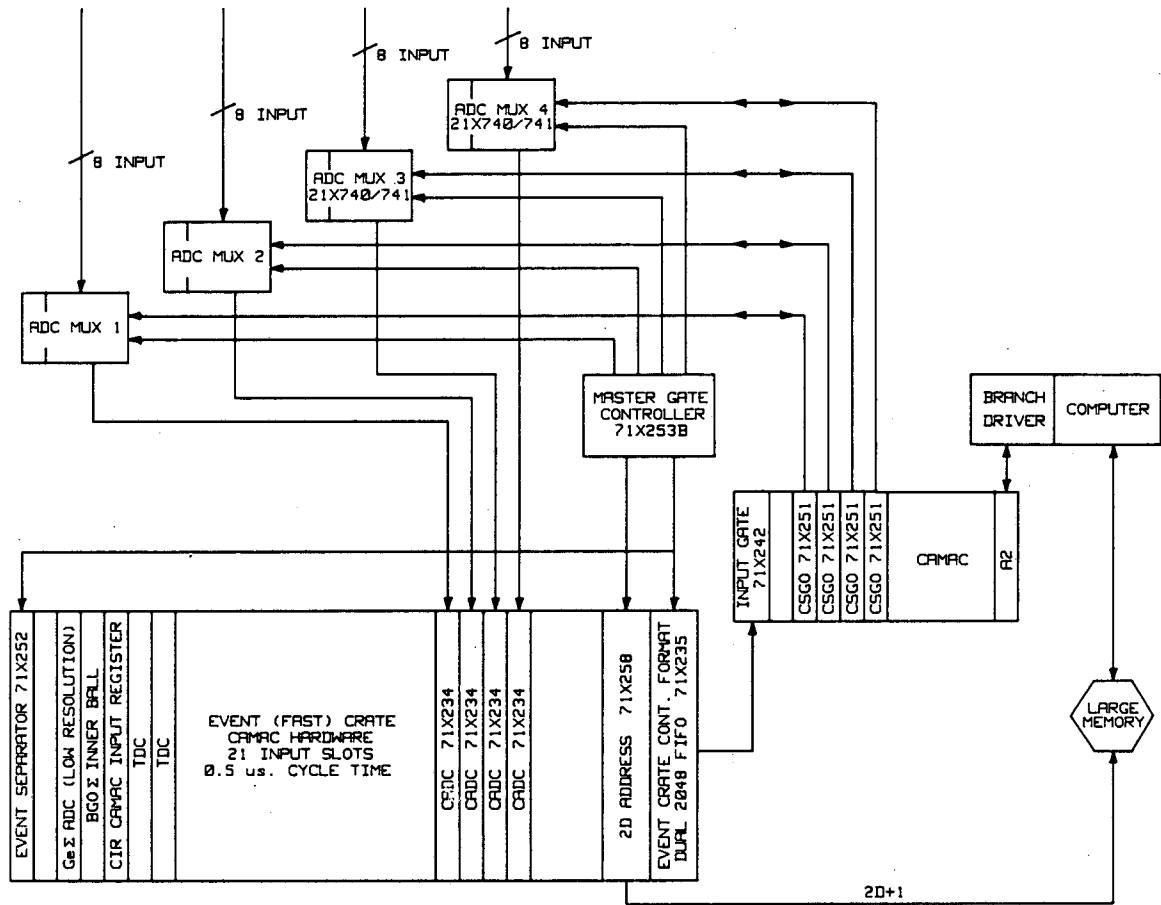 8 INPUT
8 INPUT
8 INPUT
8 INPUT
ADC MUX 4
21X740/741
ADC MUX 3
21X740/741
ADC MUX 2
ADC MUX 1
MASTER GATE
CONTROLLER
71X253B
BRANCH
DRIVER
COMPUTER
INPUT GATE
71X242
CSGO 71X251
CSGO 71X251
CSGO 71X251
CSGO 71X251
CAMAC
A2
EVENT SEPARATOR 71X252
Ge Σ ADC (LOW RESOLUTION)
BGO Σ INNER BALL
CIR CAMAC INPUT REGISTER
TDC
TDC
EVENT (FAST) CRATE
CAMAC HARDWARE
21 INPUT SLOTS
0.5 us. CYCLE TIME
CADC 71X234
CADC 71X234
CADC 71X234
CADC 71X234
2D ADDRESS 71X258
EVENT CRATE CONT. FORMAT
DUAL 2048 FIFO 71X235
LARGE
MEMORY
2D+1